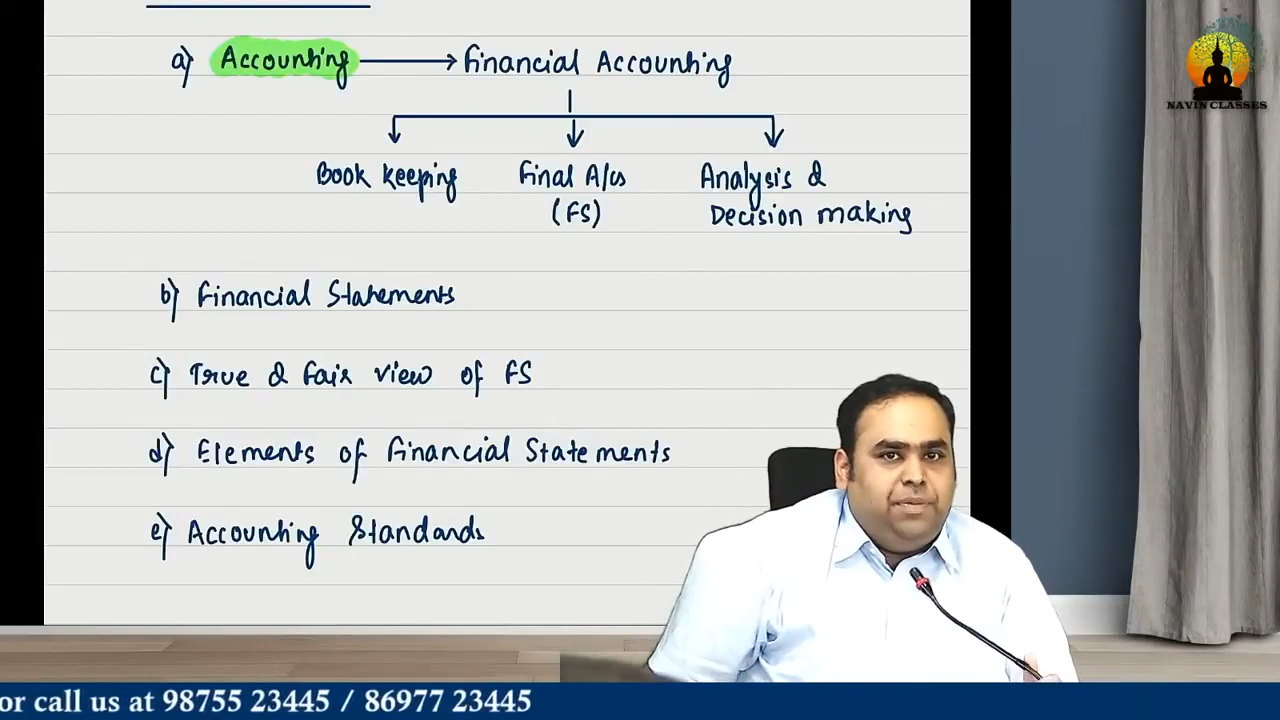 a) Accounting → Financial Accounting
Book keeping Final A/cs Analysis &
(FS) Decision making
b) Financial Statements
c) True & Fair view of FS
d) Elements of Financial Statements
e) Accounting Standards
NAVIN CLASSES
or call us at 98755 23445 / 86977 23445